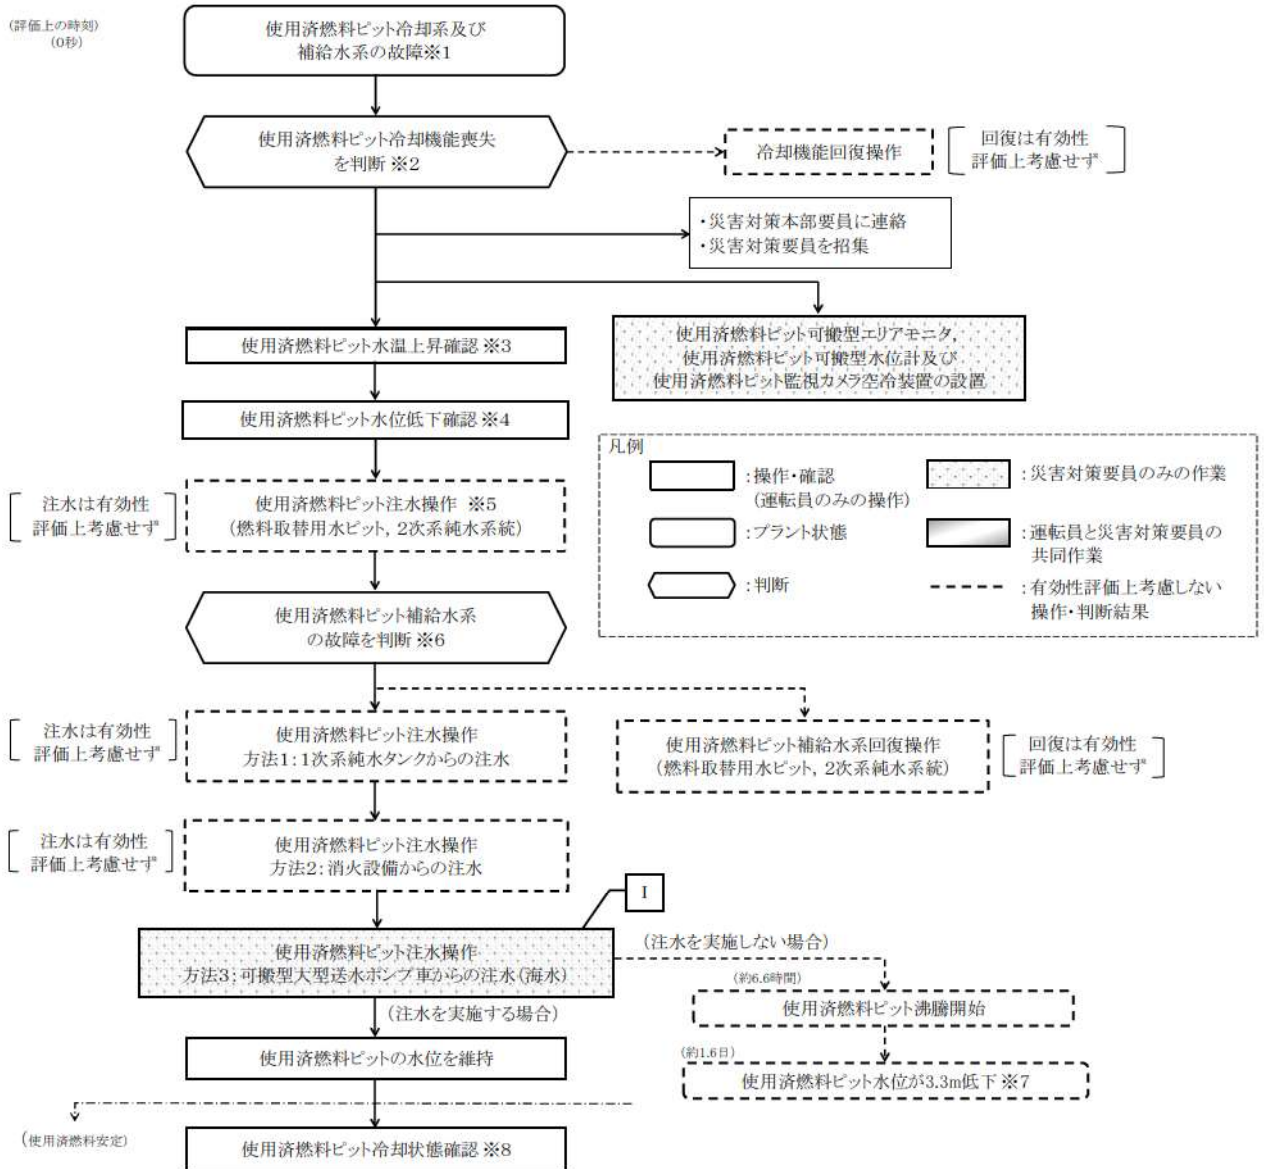 (評価上の時刻)
(0秒)
使用済燃料ピット冷却系及び
補給水系の故障※1
使用済燃料ピット冷却機能喪失
を判断 ※2
冷却機能回復操作
回復は有効性
評価上考慮せず
・災害対策本部要員に連絡
・災害対策要員を招集
使用済燃料ピット可搬型エリアモニタ,
使用済燃料ピット可搬型水位計及び
使用済燃料ピット監視カメラ空冷装置の設置
使用済燃料ピット水温上昇確認 ※3
使用済燃料ピット水位低下確認 ※4
注水は有効性
評価上考慮せず
使用済燃料ピット注水操作 ※5
(燃料取替用水ピット, 2次系純水系統)
凡例
:操作・確認
(運転員のみの操作)
:災害対策要員のみの作業
:プラント状態
:運転員と災害対策要員の
共同作業
:判断
:有効性評価上考慮しない
操作・判断結果
使用済燃料ピット補給水系
の故障を判断 ※6
注水は有効性
評価上考慮せず
使用済燃料ピット注水操作
方法1:1次系純水タンクからの注水
使用済燃料ピット補給水系回復操作
(燃料取替用水ピット, 2次系純水系統)
回復は有効性
評価上考慮せず
注水は有効性
評価上考慮せず
使用済燃料ピット注水操作
方法2:消火設備からの注水
I
使用済燃料ピット注水操作
方法3:可搬型大型送水ポンプ車からの注水(海水)
(注水を実施しない場合)
(約6.6時間)
使用済燃料ピット沸騰開始
(注水を実施する場合)
使用済燃料ピットの水位を維持
(約1.6日)
使用済燃料ピット水位が3.3m低下 ※7
(使用済燃料安定)
使用済燃料ピット冷却状態確認 ※8